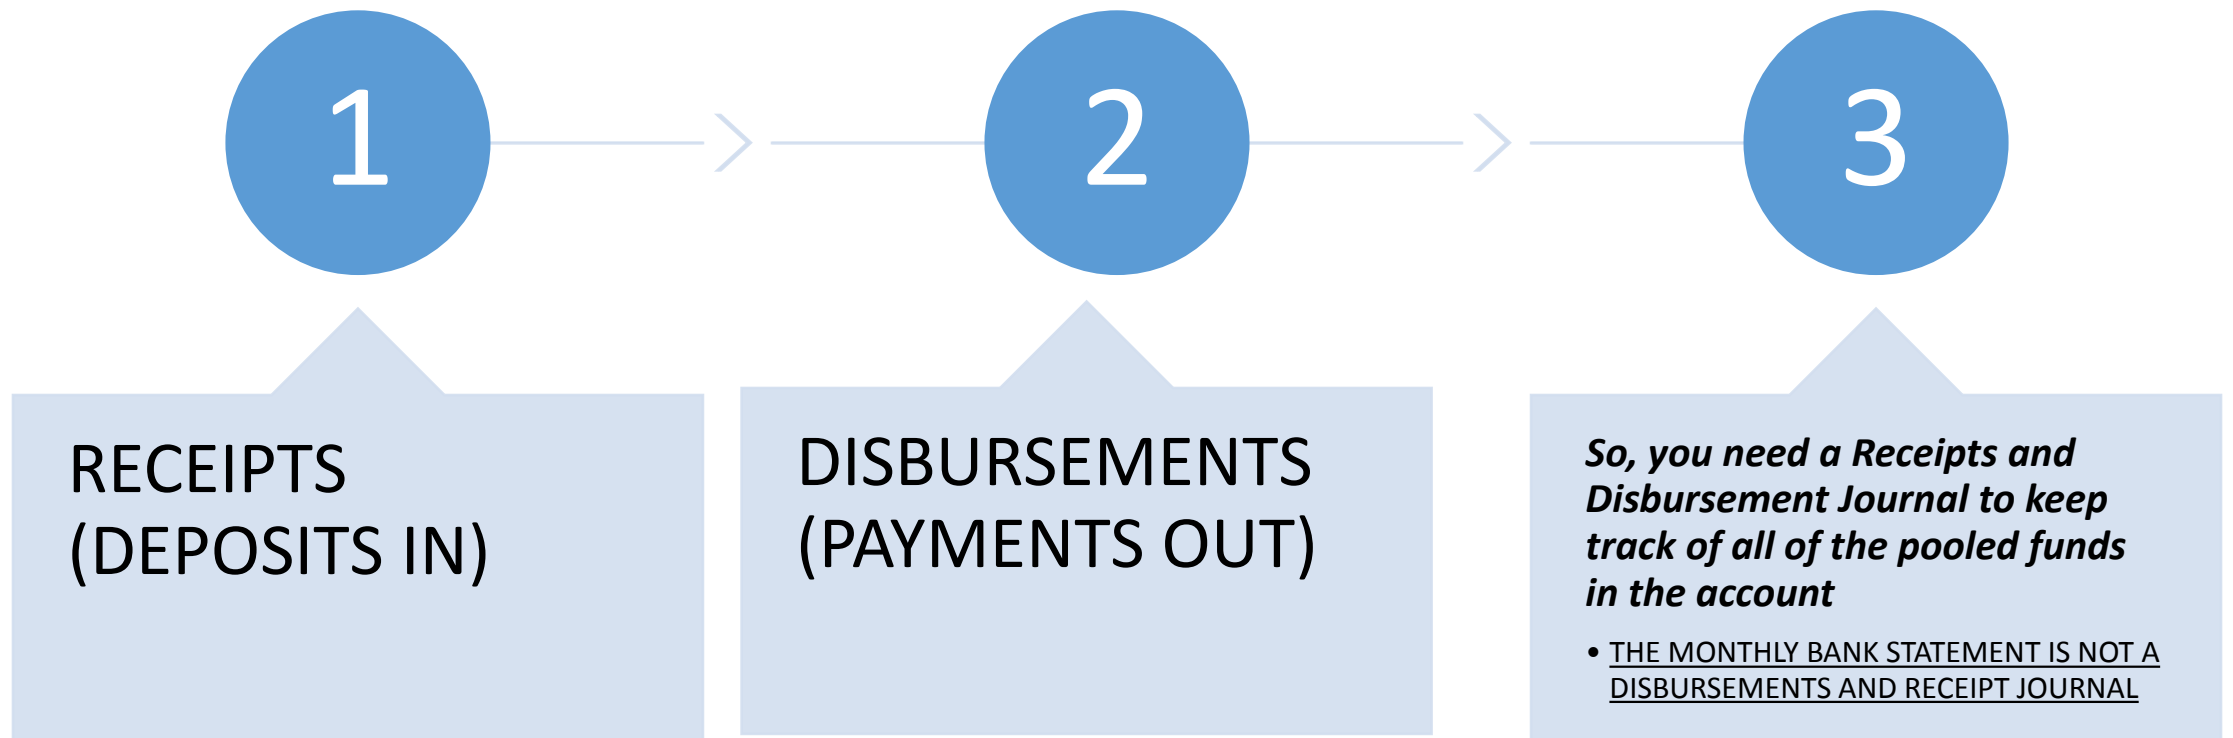 1
2
3
RECEIPTS
(DEPOSITS IN)
DISBURSEMENTS
(PAYMENTS OUT)
So, you need a Receipts and
Disbursement Journal to keep
track of all of the pooled funds
in the account
• THE MONTHLY BANK STATEMENT IS NOT A
DISBURSEMENTS AND RECEIPT JOURNAL